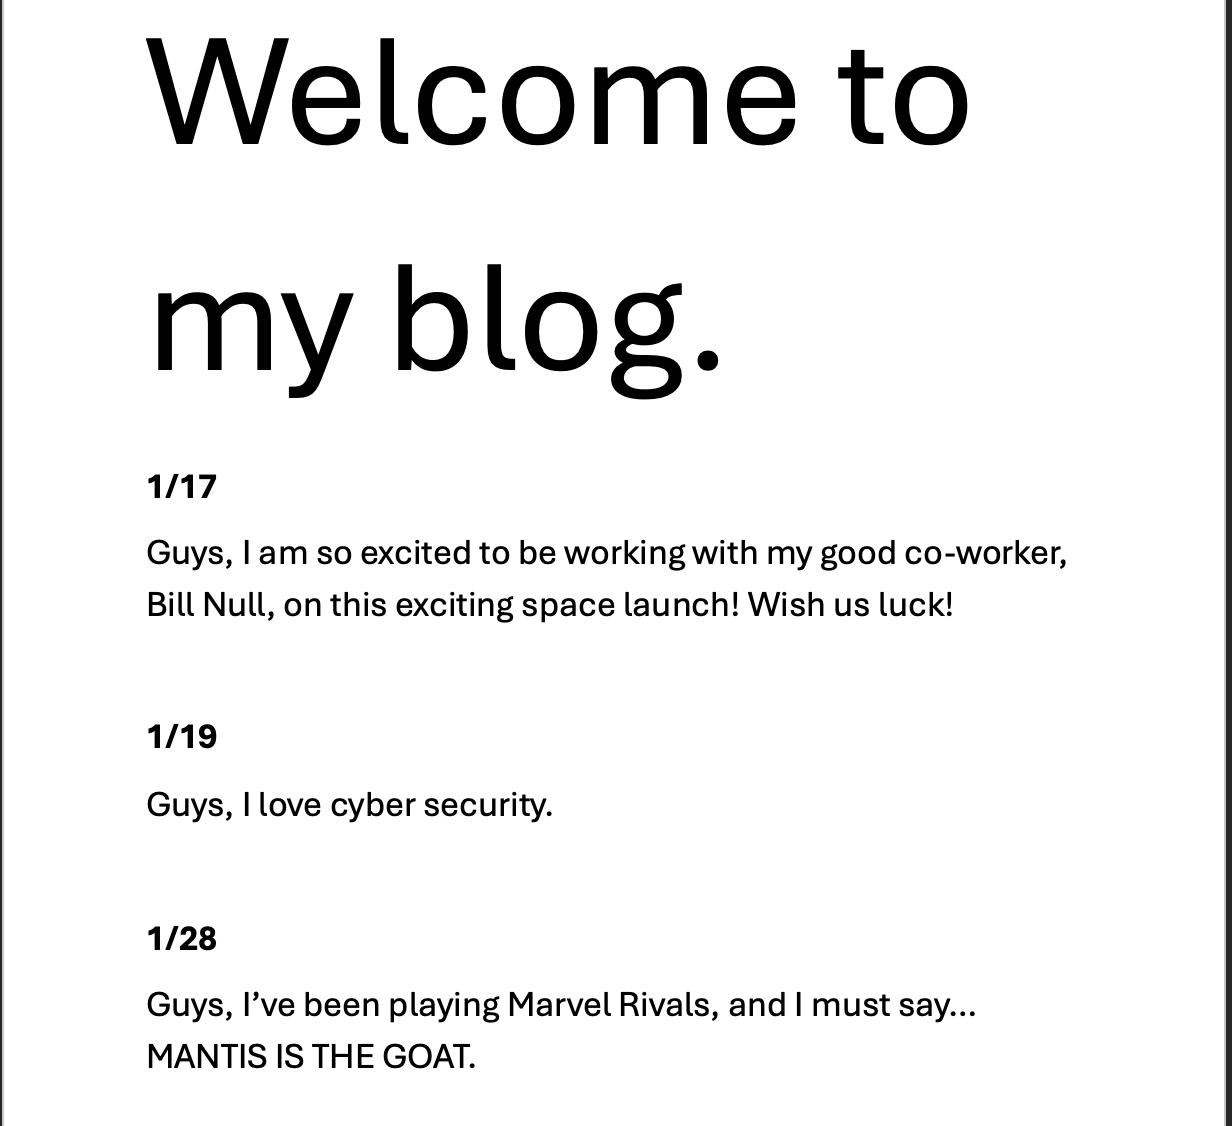 Welcome to
my blog.
1/17
Guys, I am so excited to be working with my good co-worker,
Bill Null, on this exciting space launch! Wish us luck!
1/19
Guys, I love cyber security.
1/28
Guys, I’ve been playing Marvel Rivals, and I must say…
MANTIS IS THE GOAT.